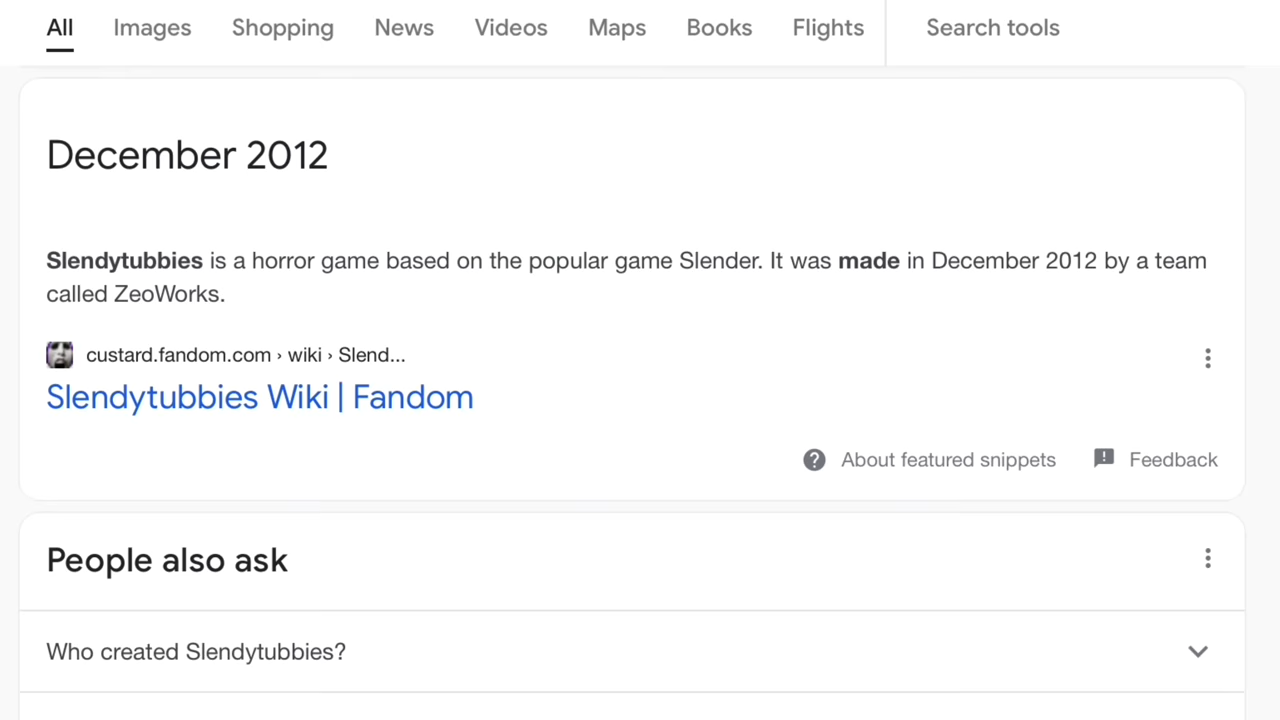 All Images Shopping News Videos Maps Books Flights Search tools
December 2012
Slendytubbies is a horror game based on the popular game Slender. It was made in December 2012 by a team
called ZeoWorks.
custard.fandom.com › wiki › Slend...
Slendytubbies Wiki | Fandom
About featured snippets Feedback
People also ask
Who created Slendytubbies?